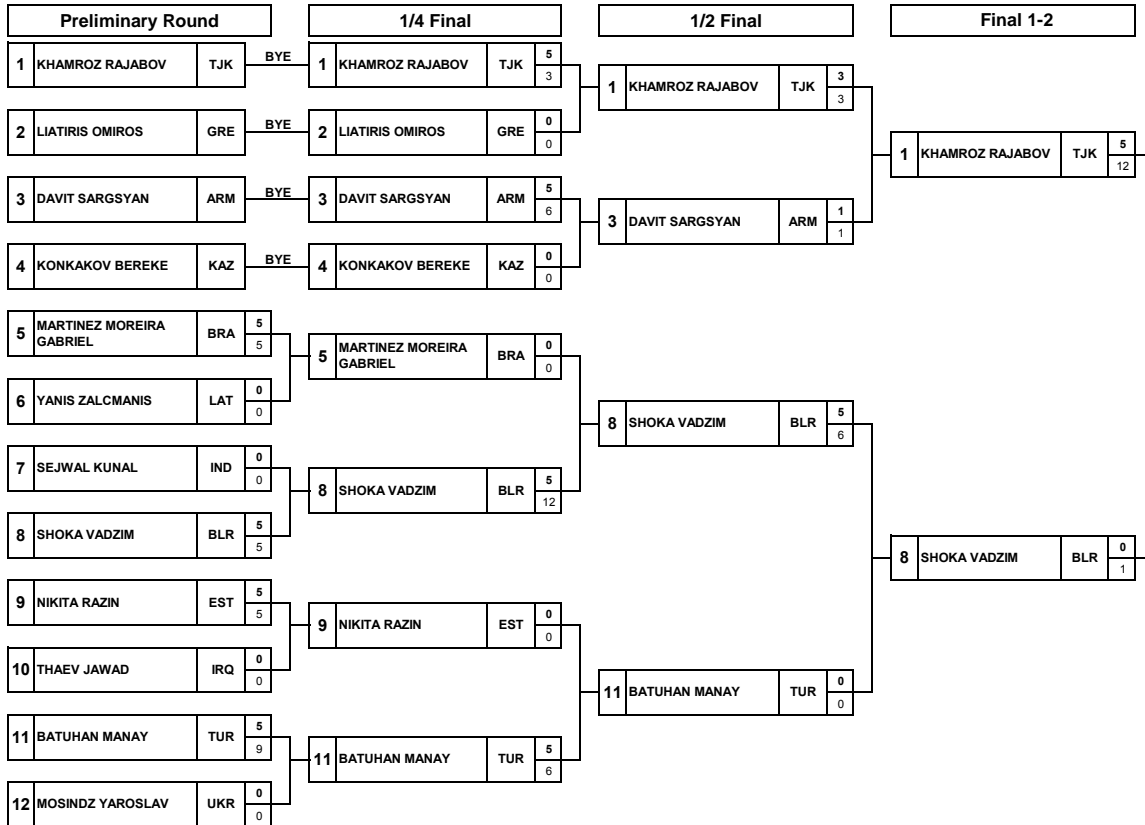 Preliminary Round
1 KHAMROZ RAJABOV TJK BYE
2 LIATIRIS OMIROS GRE BYE
3 DAVIT SARGSYAN ARM BYE
4 KONKAKOV BEREKE KAZ BYE
5 MARTINEZ MOREIRA
GABRIEL BRA 5
5
6 YANIS ZALCMANIS LAT 0
0
7 SEJWAL KUNAL IND 0
0
8 SHOKA VADZIM BLR 5
5
9 NIKITA RAZIN EST 5
5
10 THAEV JAWAD IRQ 0
0
11 BATUHAN MANAY TUR 5
9
12 MOSINDZ YAROSLAV UKR 0
0
1/4 Final
1 KHAMROZ RAJABOV TJK 5
3
2 LIATIRIS OMIROS GRE 0
0
3 DAVIT SARGSYAN ARM 5
6
4 KONKAKOV BEREKE KAZ 0
0
5 MARTINEZ MOREIRA
GABRIEL BRA 0
0
8 SHOKA VADZIM BLR 5
12
9 NIKITA RAZIN EST 0
0
11 BATUHAN MANAY TUR 5
6
1/2 Final
1 KHAMROZ RAJABOV TJK 3
3
3 DAVIT SARGSYAN ARM 1
1
8 SHOKA VADZIM BLR 5
6
11 BATUHAN MANAY TUR 0
0
Final 1-2
1 KHAMROZ RAJABOV TJK 5
12
8 SHOKA VADZIM BLR 0
1